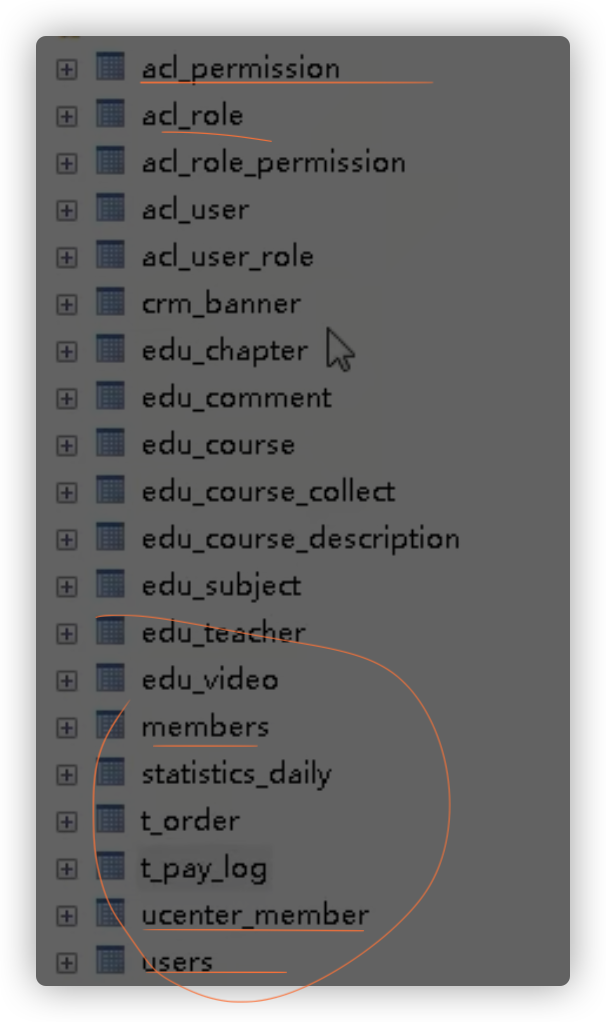 acl_permission
acl_role
acl_role_permission
acl_user
acl_user_role
crm_banner
edu_chapter
edu_comment
edu_course
edu_course_collect
edu_course_description
edu_subject
edu_teacher
edu_video
members
statistics_daily
t_order
t_pay_log
ucenter_member
users